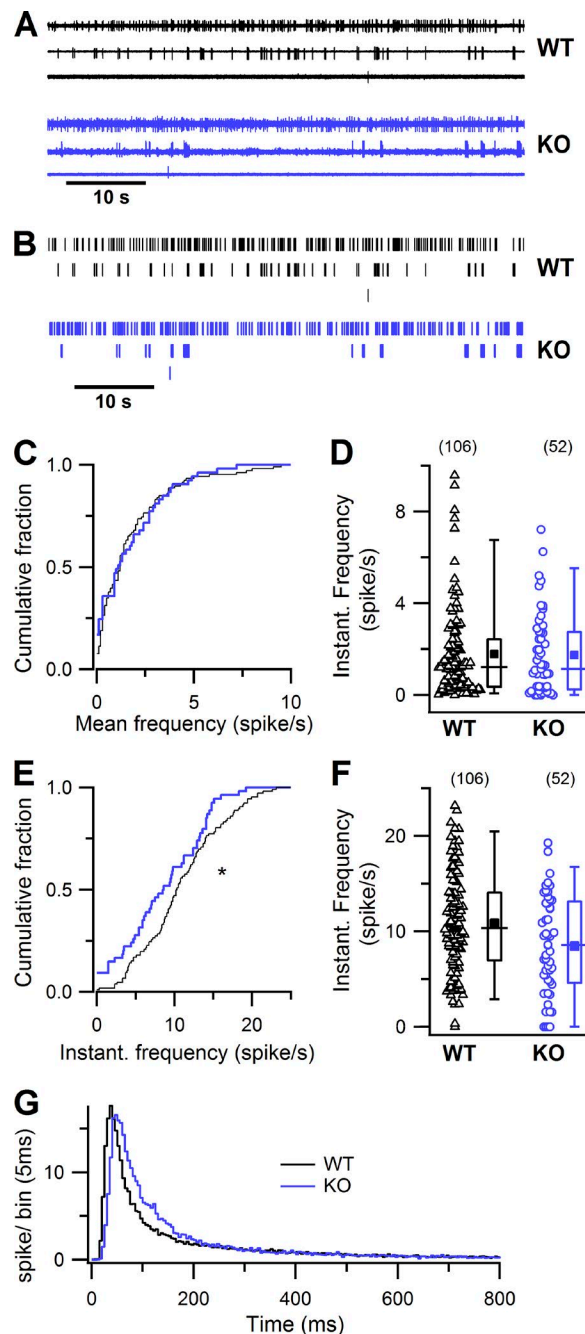 A
WT
KO
10 s
B
WT
KO
10 s
C
1.0
0.5
0.0
Cumulative fraction
0 5 10
Mean frequency (spike/s)
D
(106) (52)
8
4
0
Instant. Frequency
(spike/s)
WT KO
E
1.0
0.5
0.0
Cumulative fraction
*
0 10 20
Instant. frequency (spike/s)
F
(106) (52)
20
10
0
Instant. Frequency
(spike/s)
WT KO
G
10
0
spike/ bin (5ms)
WT
KO
0 200 400 600 800
Time (ms)